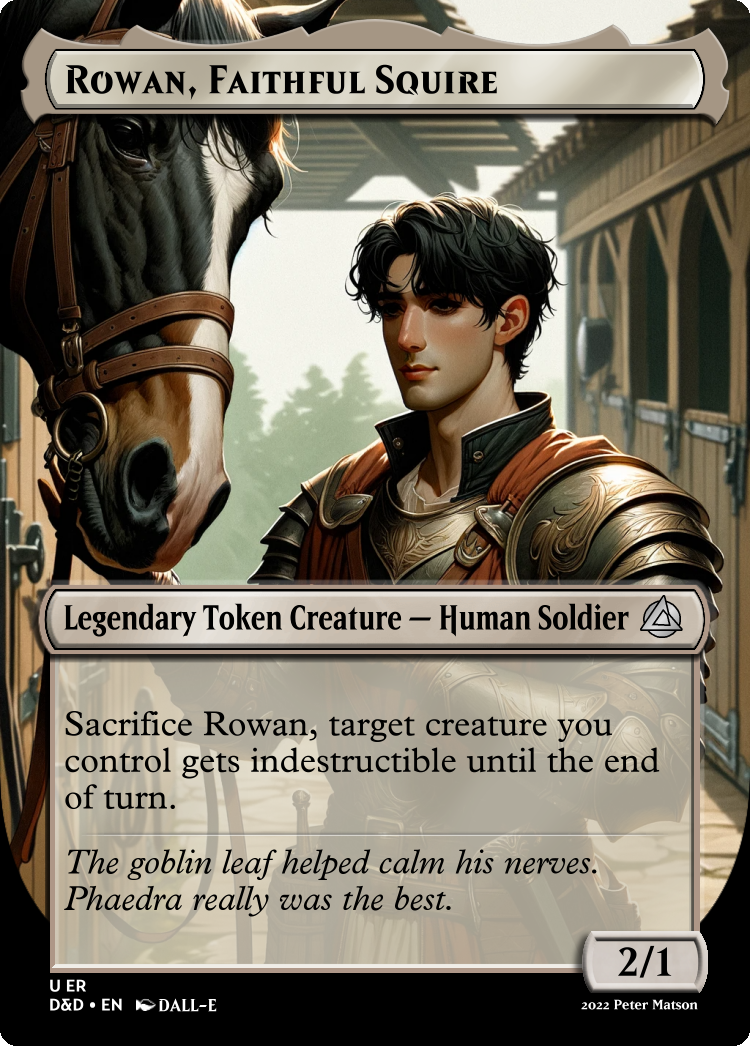 Rowan, Faithful Squire
Legendary Token Creature — Human Soldier
Sacrifice Rowan, target creature you
control gets indestructible until the end
of turn.
The goblin leaf helped calm his nerves.
Phaedra really was the best.
2/1
U ER
D&D • EN DALL-E
2022 Peter Matson